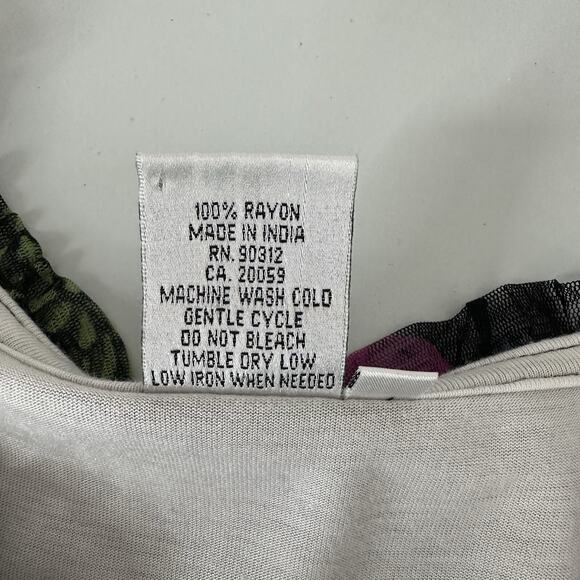 100% RAYON
MADE IN INDIA
RN. 90312
CA. 20059
MACHINE WASH COLD
GENTLE CYCLE
DO NOT BLEACH
TUMBLE DRY LOW
LOW IRON WHEN NEEDED